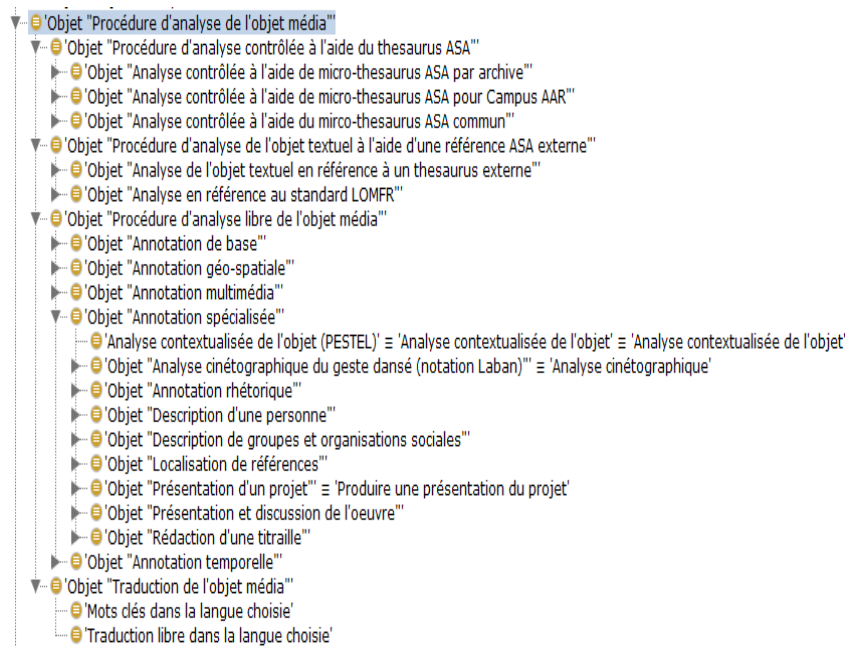 'Objet "Procédure d'analyse de l'objet média"'
'Objet "Procédure d'analyse contrôlée à l'aide du thesaurus ASA"'
'Objet "Analyse contrôlée à l'aide de micro-thesaurus ASA par archive"'
'Objet "Analyse contrôlée à l'aide de micro-thesaurus ASA pour Campus AAR"'
'Objet "Analyse contrôlée à l'aide du mirco-thesaurus ASA commun"'
'Objet "Procédure d'analyse de l'objet textuel à l'aide d'une référence ASA externe"'
'Objet "Analyse de l'objet textuel en référence à un thesaurus externe"'
'Objet "Analyse en référence au standard LOMFR"'
'Objet "Procédure d'analyse libre de l'objet média"'
'Objet "Annotation de base"'
'Objet "Annotation géo-spatiale"'
'Objet "Annotation multimédia"'
'Objet "Annotation spécialisée"'
'Analyse contextualisée de l'objet (PESTEL)' ≡ 'Analyse contextualisée de l'objet' ≡ 'Analyse contextualisée de l'objet'
'Objet "Analyse cinétographique du geste dansé (notation Laban)"' ≡ 'Analyse cinétographique'
'Objet "Annotation rhétorique"'
'Objet "Description d'une personne"'
'Objet "Description de groupes et organisations sociales"'
'Objet "Localisation de références"'
'Objet "Présentation d'un projet"' ≡ 'Produire une présentation du projet'
'Objet "Présentation et discussion de l'oeuvre"'
'Objet "Rédaction d'une titraille"'
'Objet "Annotation temporelle"'
'Objet "Traduction de l'objet média"'
'Mots clés dans la langue choisie'
'Traduction libre dans la langue choisie'